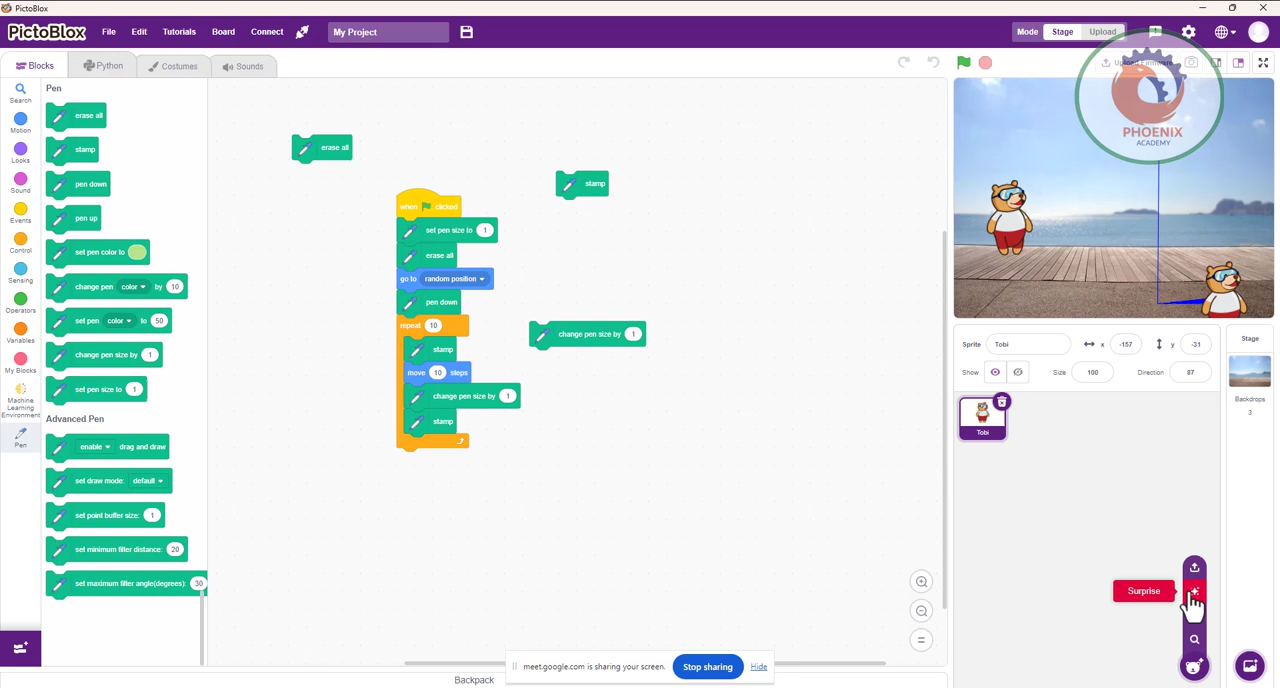 PictoBlox
PictoBlox File Edit Tutorials Board Connect My Project Mode Stage Upload
Blocks Python Costumes Sounds Upload Firmware
Search
Motion
Looks
Sound
Events
Control
Sensing
Operators
Variables
My Blocks
Machine
Learning
Environment
Pen
Pen
erase all
stamp
pen down
pen up
set pen color to
change pen color by 10
set pen color to 50
change pen size by 1
set pen size to 1
Advanced Pen
enable drag and draw
set draw mode: default
set point buffer size: 1
set minimum filter distance: 20
set maximum filter angle(degrees): 30
erase all
stamp
when clicked
set pen size to 1
erase all
go to random position
pen down
repeat 10
stamp
move 10 steps
change pen size by 1
stamp
change pen size by 1
PHOENIX
ACADEMY
Sprite Tobi x -157 y -31
Show Size 100 Direction 87
Tobi
Stage
Backdrops
3
Surprise
meet.google.com is sharing your screen. Stop sharing Hide
Backpack